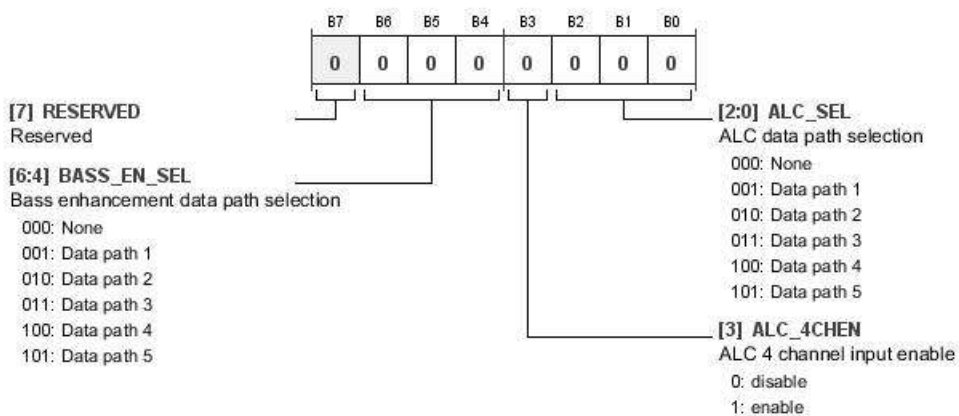 B7 B6 B5 B4 B3 B2 B1 B0
0 0 0 0 0 0 0 0
[7] RESERVED
Reserved
[6:4] BASS_EN_SEL
Bass enhancement data path selection
000: None
001: Data path 1
010: Data path 2
011: Data path 3
100: Data path 4
101: Data path 5
[2:0] ALC_SEL
ALC data path selection
000: None
001: Data path 1
010: Data path 2
011: Data path 3
100: Data path 4
101: Data path 5
[3] ALC_4CHEN
ALC 4 channel input enable
0: disable
1: enable